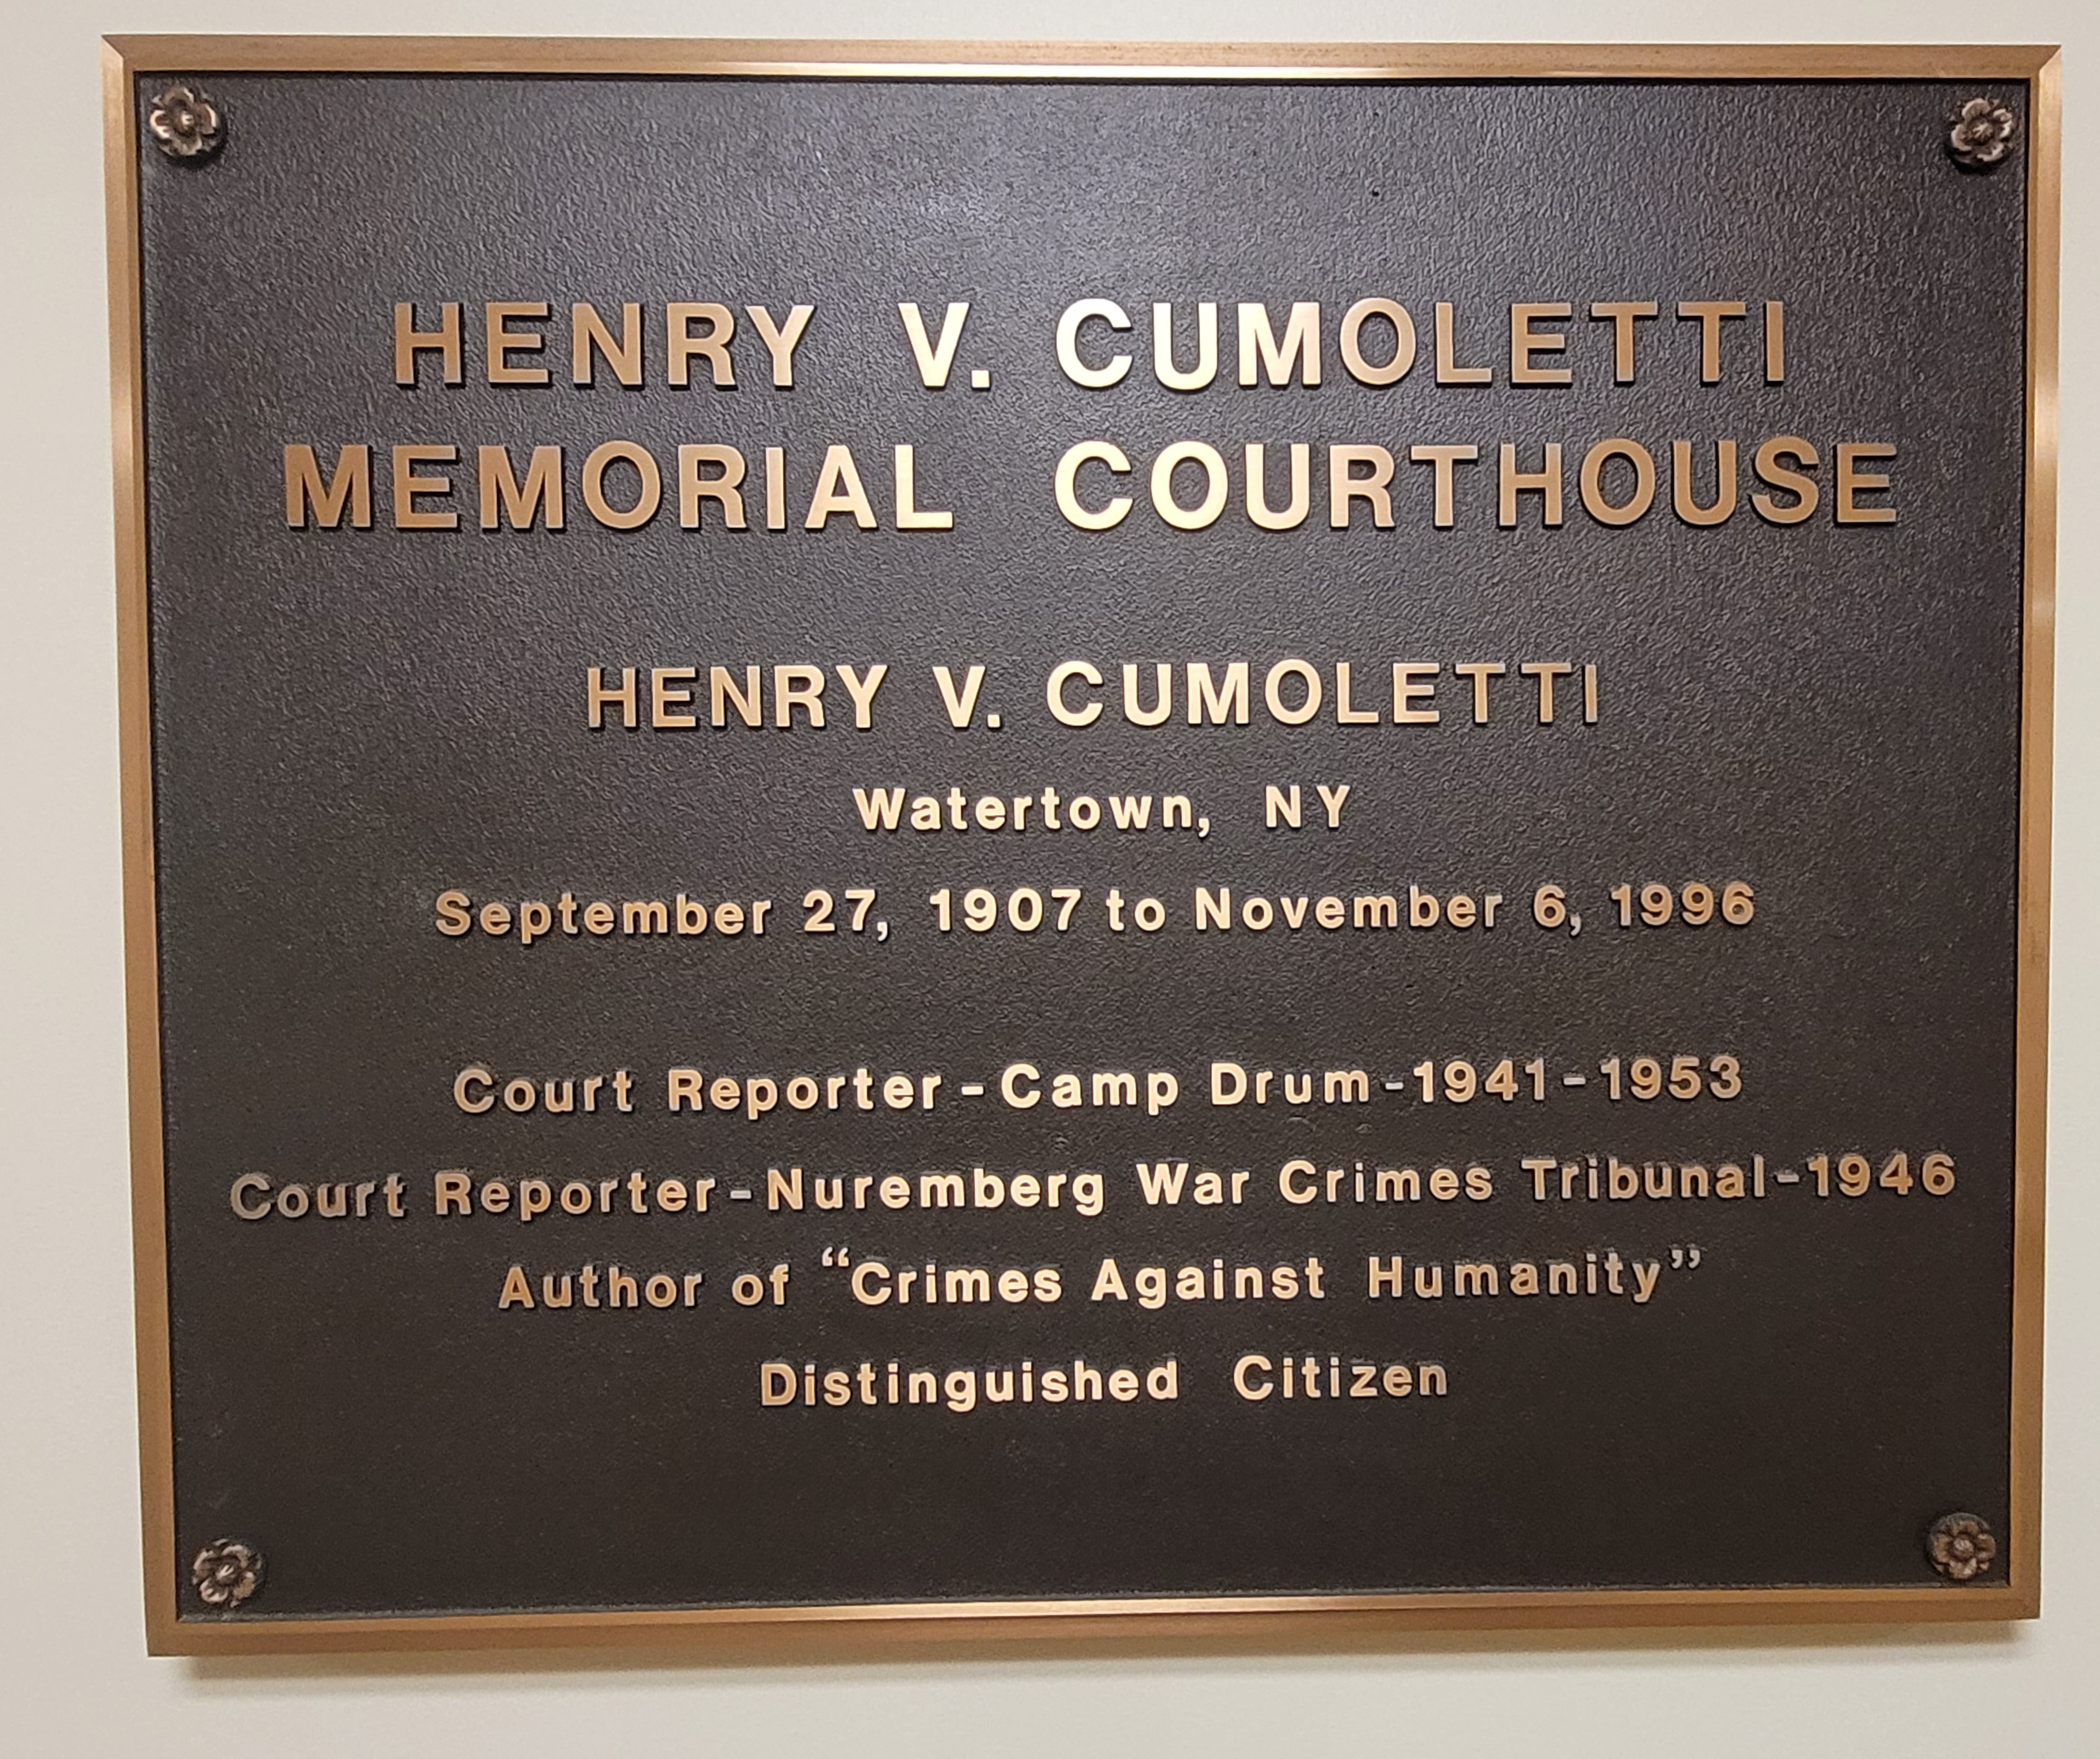 HENRY V. CUMOLETTI
MEMORIAL COURTHOUSE
HENRY V. CUMOLETTI
Watertown, NY
September 27, 1907 to November 6, 1996
Court Reporter-Camp Drum-1941-1953
Court Reporter-Nuremberg War Crimes Tribunal-1946
Author of “Crimes Against Humanity”
Distinguished Citizen